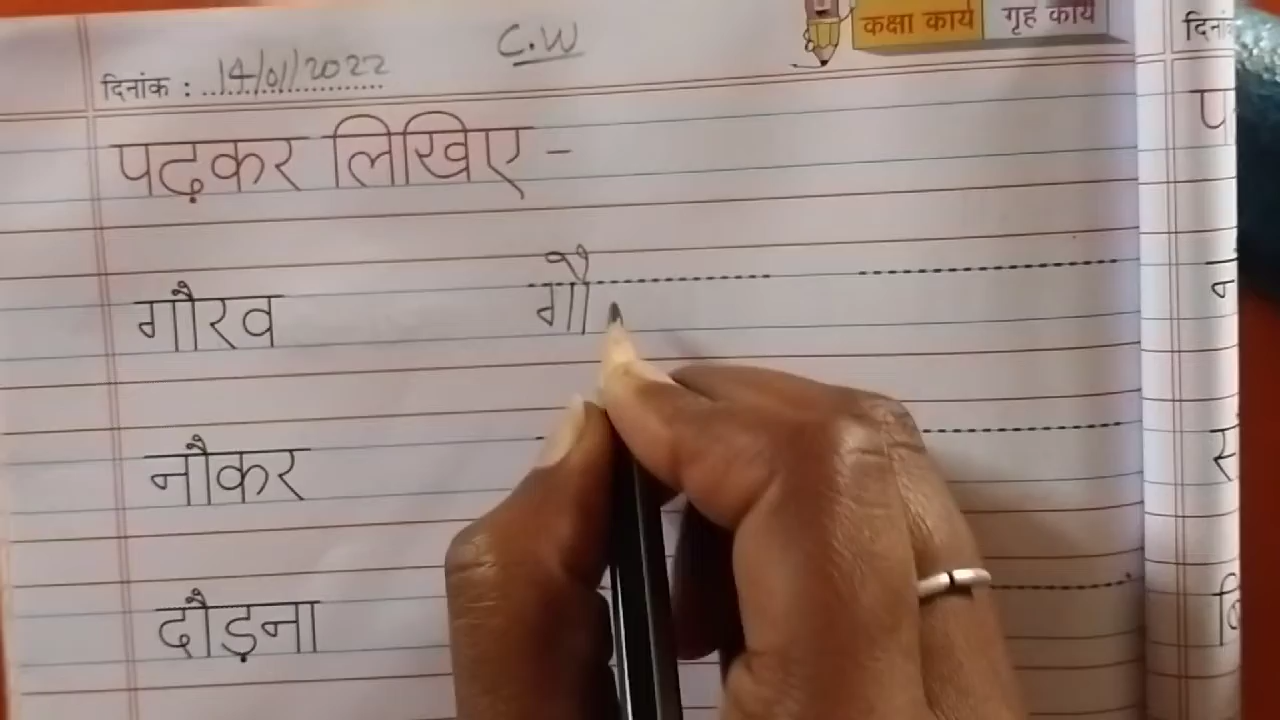 C.W कक्षा कार्य गृह कार्य
दिनांक : 14/01/2022
पढ़कर लिखिए -
गौरव गौ
नौकर
दौड़ना